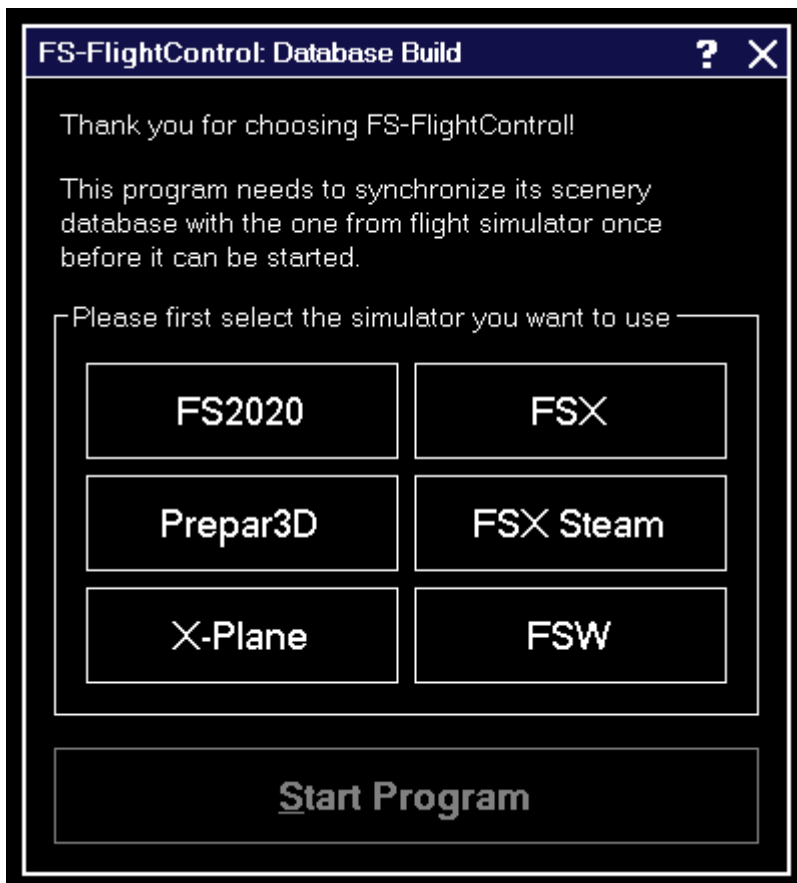 FS-FlightControl: Database Build ? X
Thank you for choosing FS-FlightControl!
This program needs to synchronize its scenery
database with the one from flight simulator once
before it can be started.
Please first select the simulator you want to use
FS2020 FSX
Prepar3D FSX Steam
X-Plane FSW
Start Program